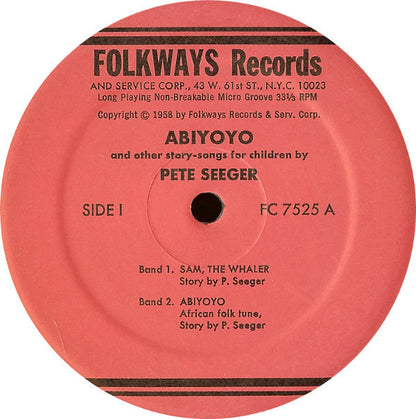 FOLKWAYS Records
AND SERVICE CORP., 43 W. 61st ST., N.Y.C. 10023
Long Playing Non-Breakable Micro Groove 33⅓ RPM
Copyright © 1958 by Folkways Records & Serv. Corp.
ABIYOYO
and other story-songs for children by
PETE SEEGER
SIDE I FC 7525 A
Band 1. SAM, THE WHALER
Story by P. Seeger
Band 2. ABIYOYO
African folk tune,
Story by P. Seeger